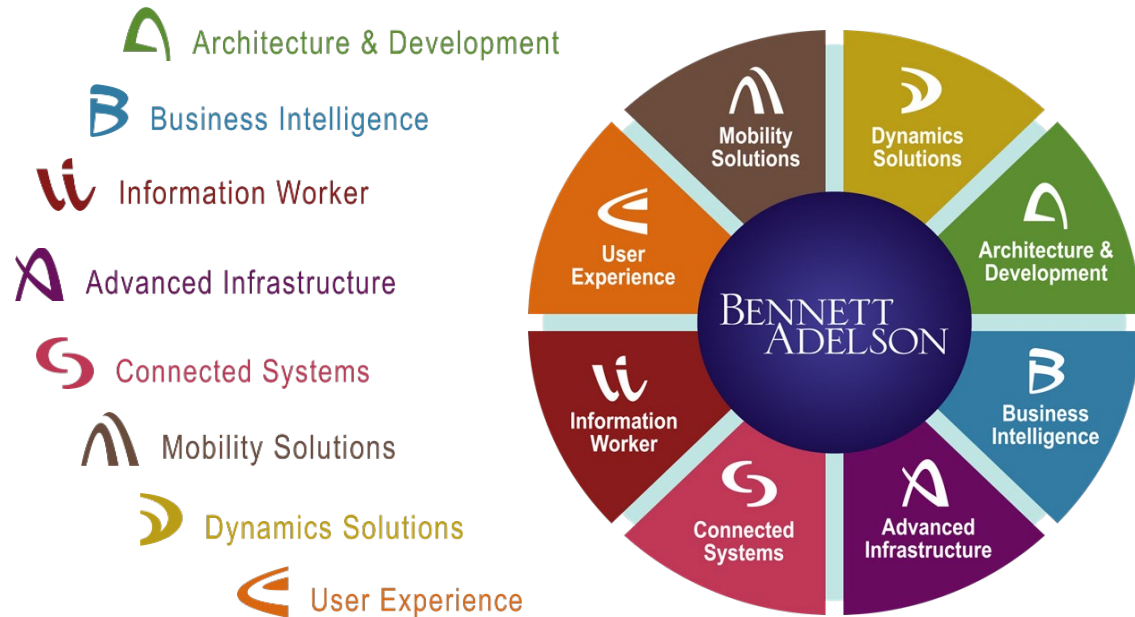 Architecture & Development
Business Intelligence
Information Worker
Advanced Infrastructure
Connected Systems
Mobility Solutions
Dynamics Solutions
User Experience
Mobility
Solutions
Dynamics
Solutions
User
Experience
Architecture &
Development
BENNETT
ADELSON
Information
Worker
Business
Intelligence
Connected
Systems
Advanced
Infrastructure